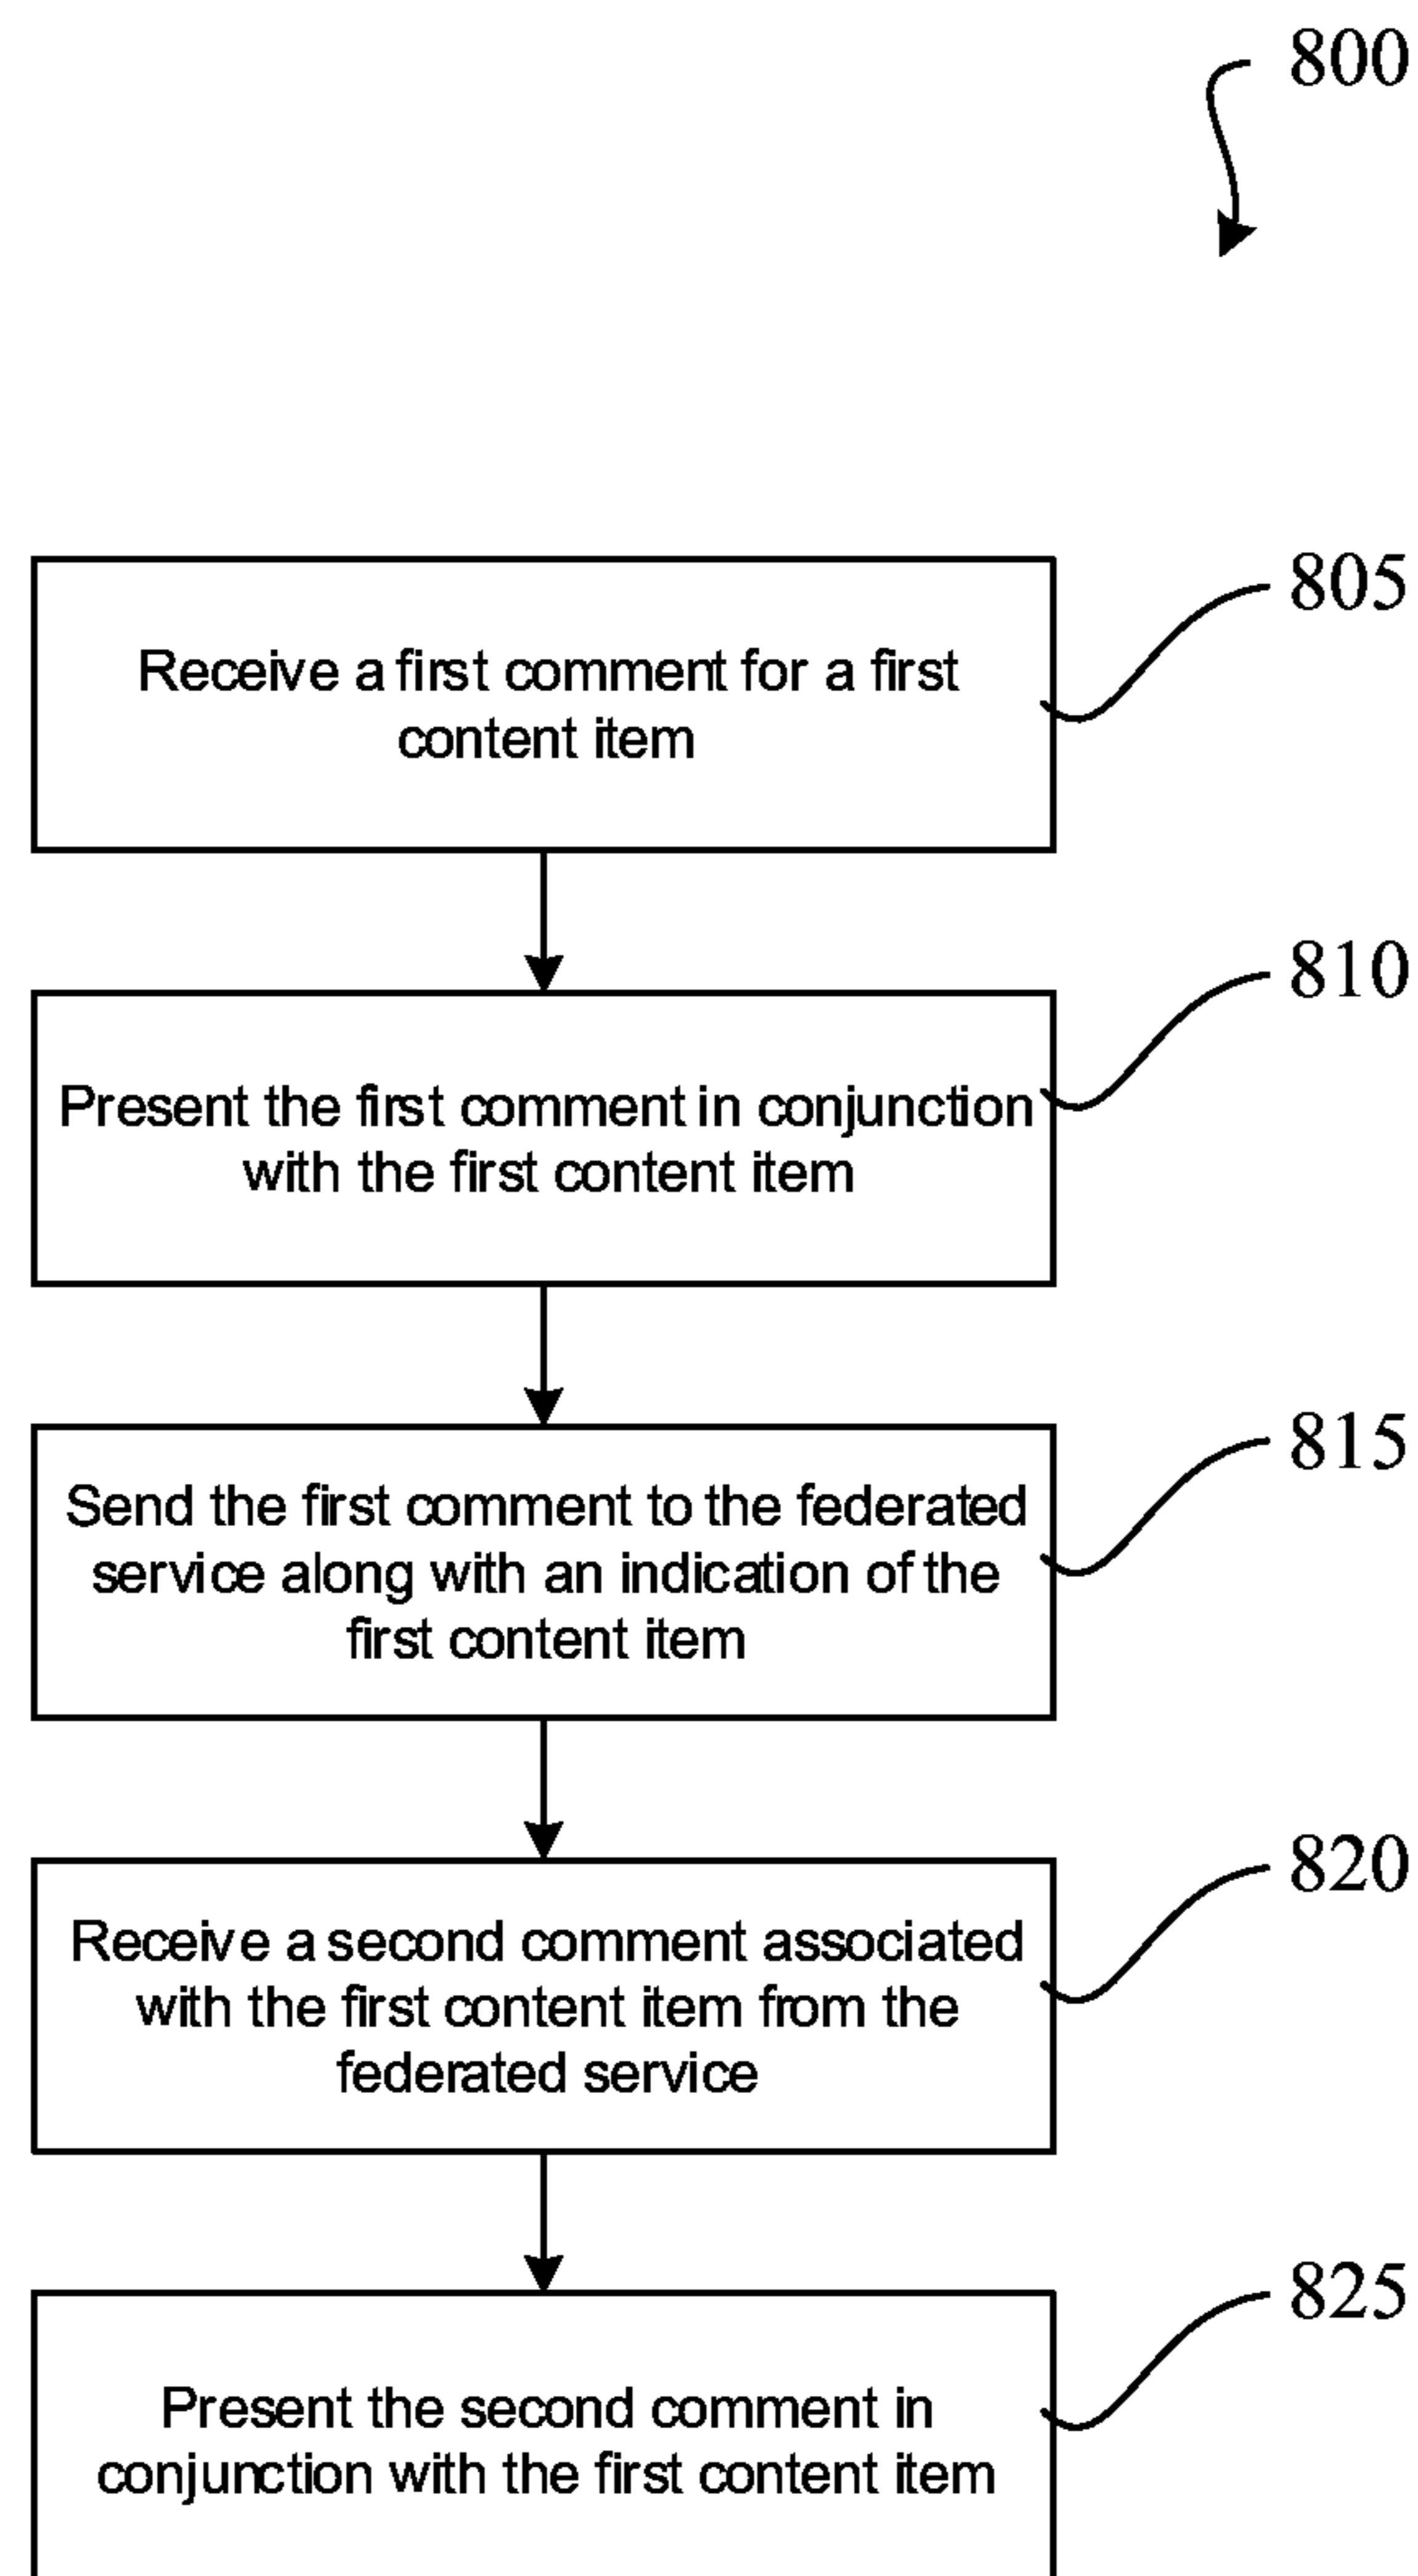 800
805
Receive a first comment for a first
content item
810
Present the first comment in conjunction
with the first content item
815
Send the first comment to the federated
service along with an indication of the
first content item
820
Receive a second comment associated
with the first content item from the
federated service
825
Present the second comment in
conjunction with the first content item